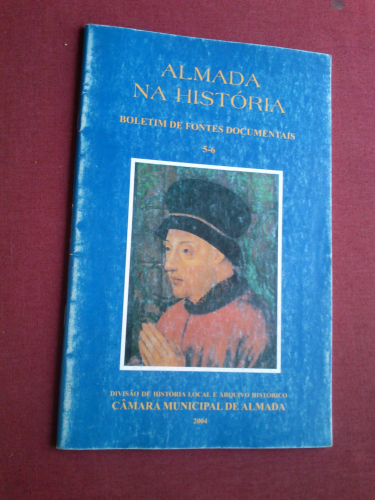 ALMADA
NA HISTÓRIA
BOLETIM DE FONTES DOCUMENTAIS
5-6
DIVISÃO DE HISTÓRIA LOCAL E ARQUIVO HISTÓRICO
CÂMARA MUNICIPAL DE ALMADA
2004